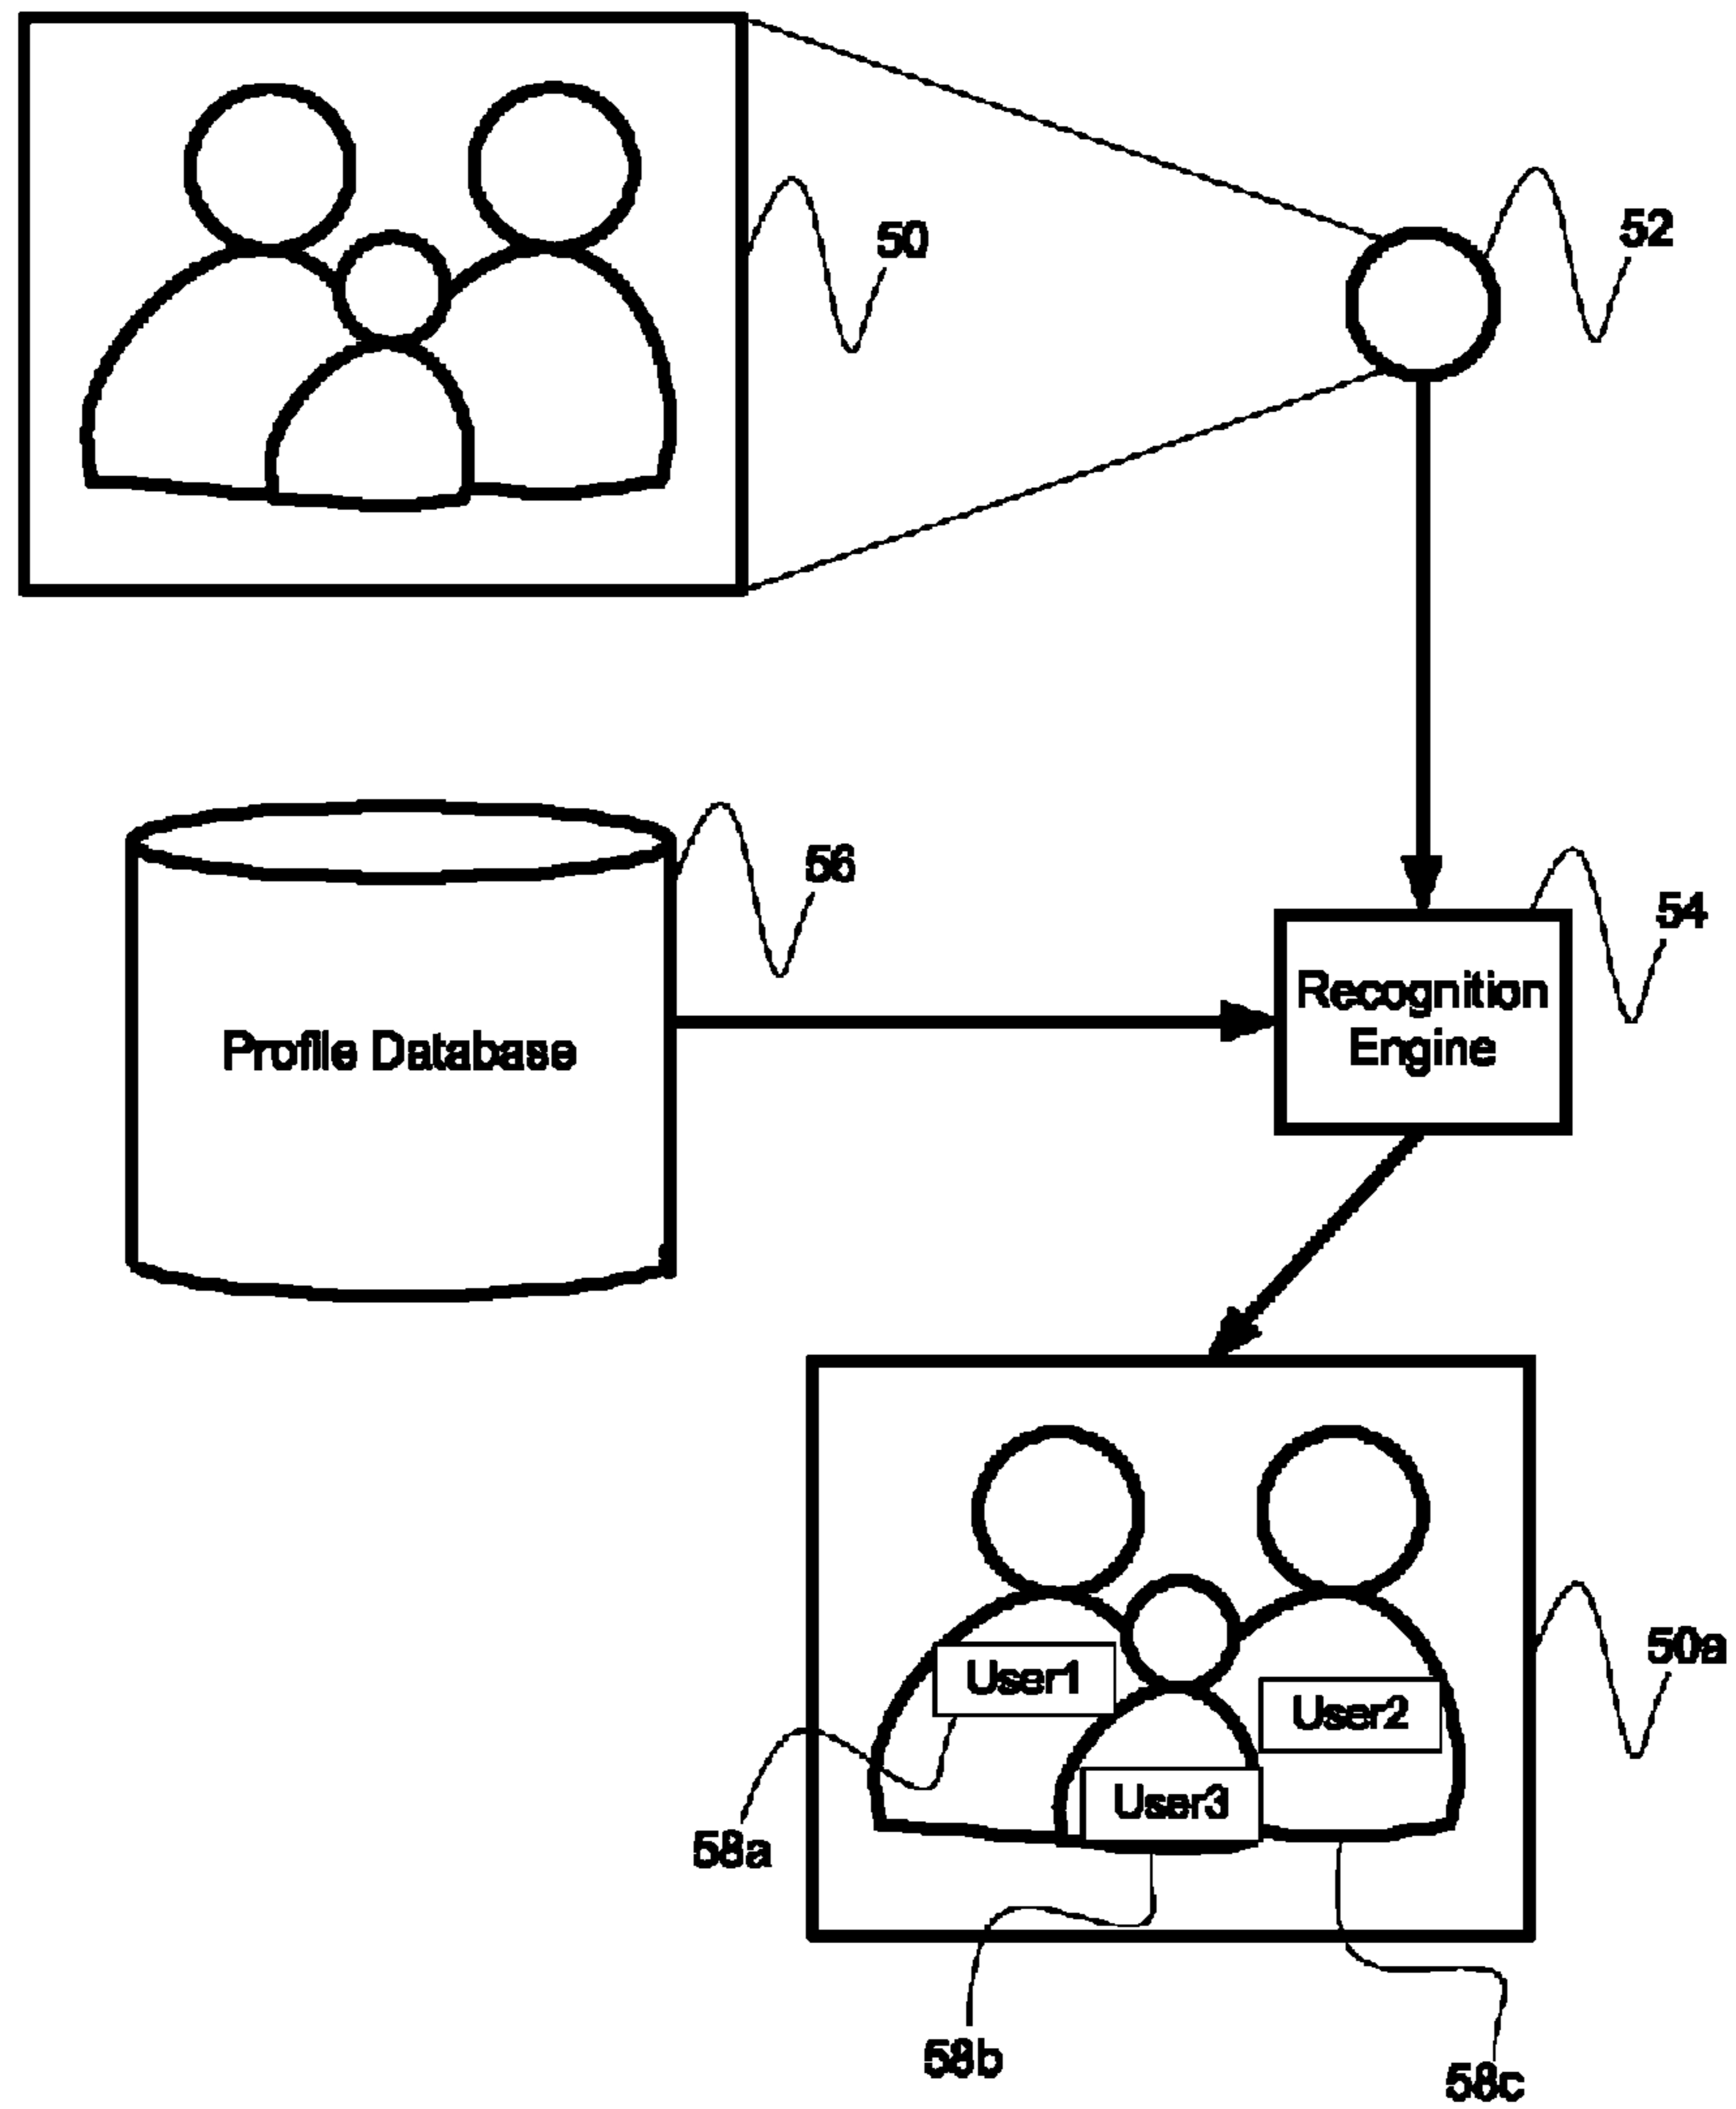 50
52
56
54
Profile Database
Recognition
Engine
50a
User1
User2
User3
58a
58b
58c